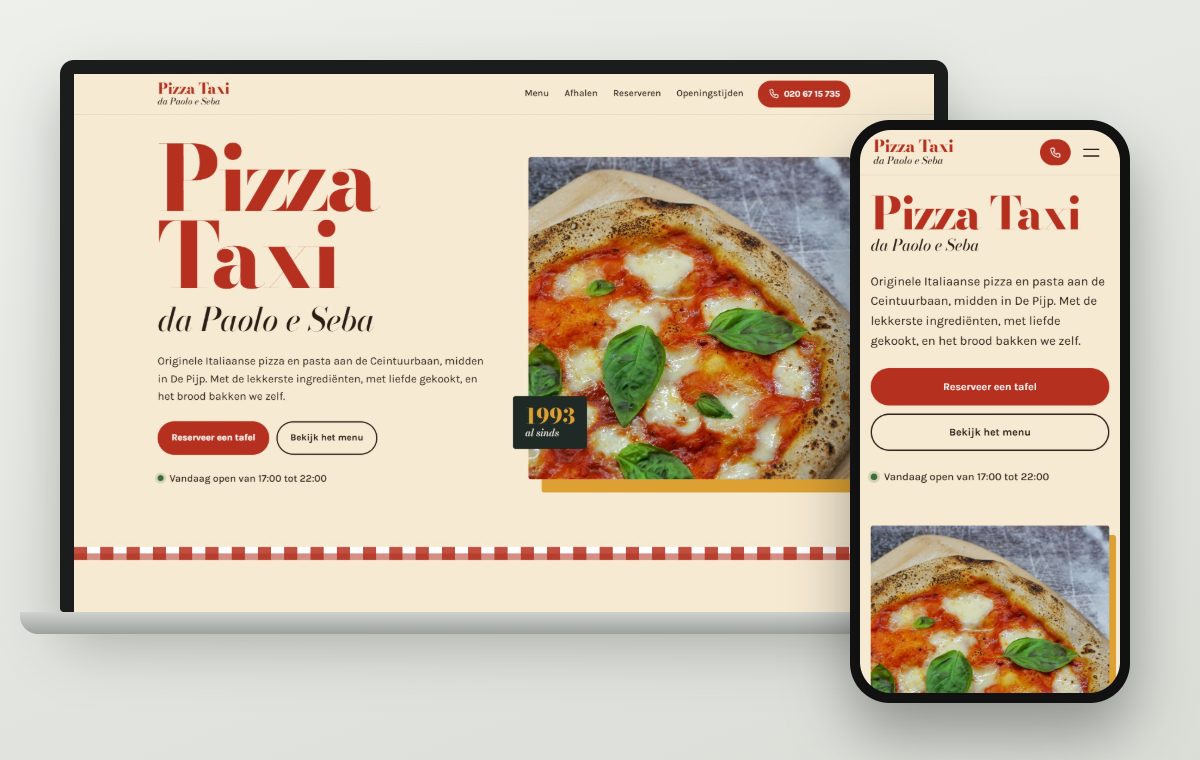 Pizza Taxi
da Paolo e Seba
Menu Afhalen Reserveren Openingstijden 020 67 15 735
Pizza
Taxi
da Paolo e Seba
Originele Italiaanse pizza en pasta aan de Ceintuurbaan, midden
in De Pijp. Met de lekkerste ingrediënten, met liefde gekookt, en
het brood bakken we zelf.
Reserveer een tafel Bekijk het menu
Vandaag open van 17:00 tot 22:00
1993
al sinds
Pizza Taxi
da Paolo e Seba
Pizza Taxi
da Paolo e Seba
Originele Italiaanse pizza en pasta aan de
Ceintuurbaan, midden in De Pijp. Met de
lekkerste ingrediënten, met liefde
gekookt, en het brood bakken we zelf.
Reserveer een tafel
Bekijk het menu
Vandaag open van 17:00 tot 22:00